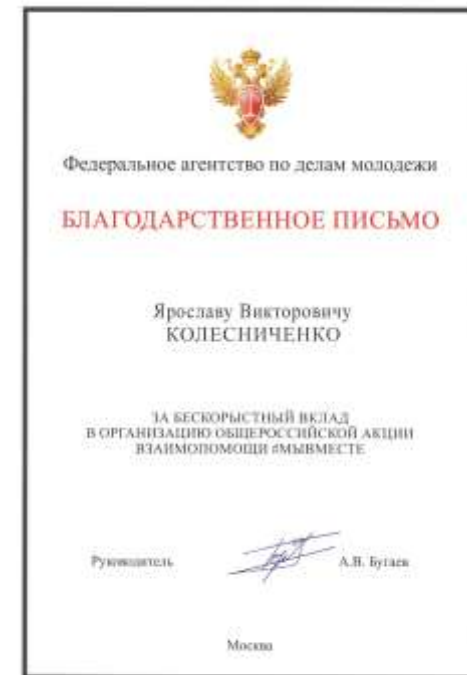 Федеральное агентство по делам молодежи
БЛАГОДАРСТВЕННОЕ ПИСЬМО
Ярославу Викторовичу
КОЛЕСНИЧЕНКО
ЗА БЕСКОРЫСТНЫЙ ВКЛАД
В ОРГАНИЗАЦИЮ ОБЩЕРОССИЙСКОЙ АКЦИИ
ВЗАИМОПОМОЩИ #МЫВМЕСТЕ
Руководитель А.В. Бугаев
Москва